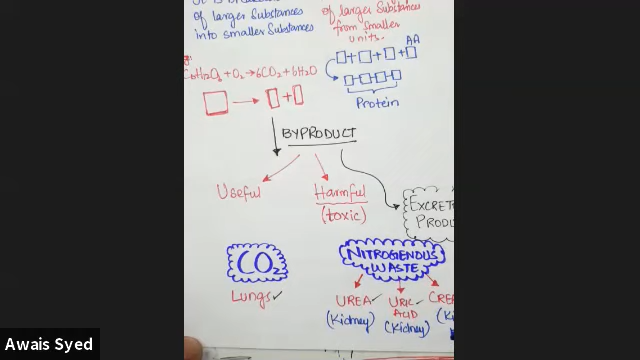 of larger Substances
into smaller Substances
of larger Substances
from smaller
units.
C6H12O6 + O2 → 6CO2 + 6H2O
AA
Protein
BYPRODUCT
Useful
Harmful
(toxic)
EXCRET
PRODU
CO2
Lungs ✓
NITROGENOUS
WASTE
UREA ✓
(Kidney)
URIC ✓
ACID
(Kidney)
CREA
(Ki
Awais Syed